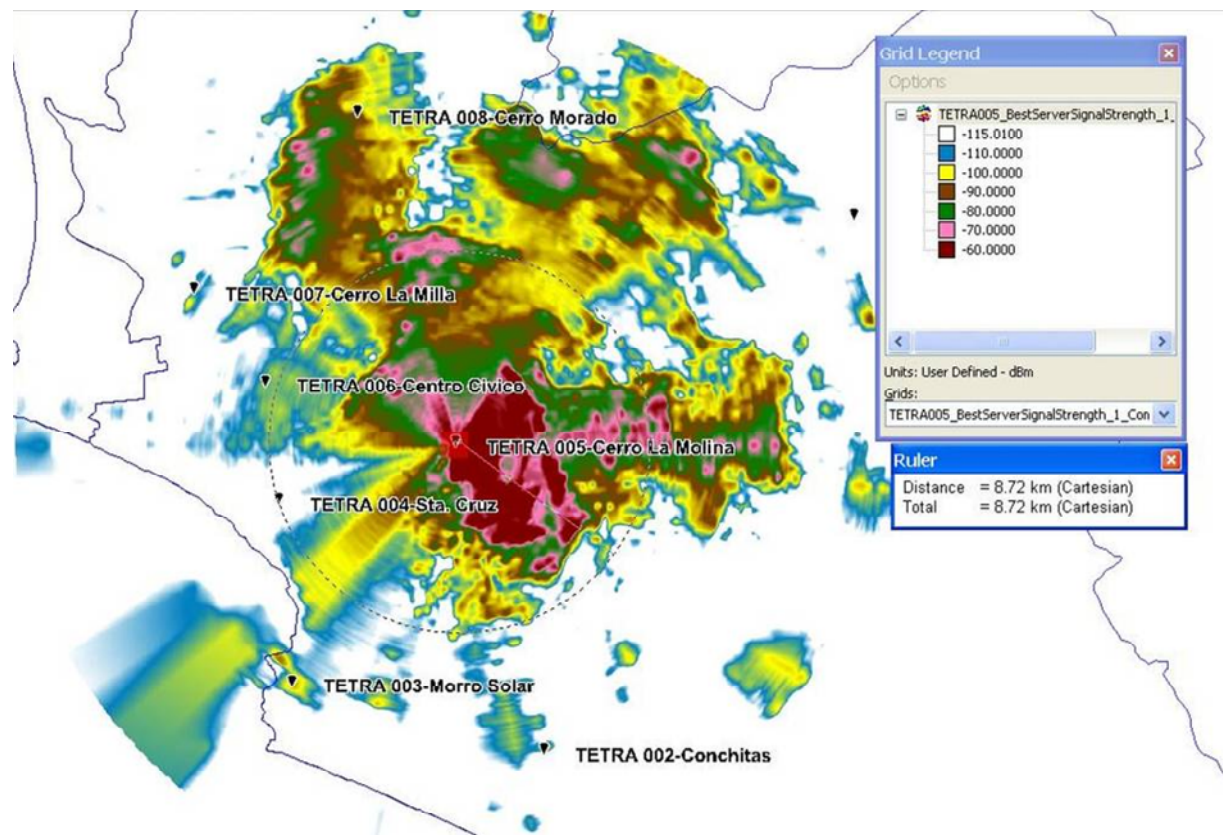 Grid Legend
Options
TETRA005_BestServerSignalStrength_1_
-115.0100
-110.0000
-100.0000
-90.0000
-80.0000
-70.0000
-60.0000
Units: User Defined - dBm
Grids:
TETRA005_BestServerSignalStrength_1_Con
Ruler
Distance = 8.72 km (Cartesian)
Total = 8.72 km (Cartesian)
TETRA 008-Cerro Morado
TETRA 007-Cerro La Milla
TETRA 006-Centro Civico
TETRA 005-Cerro La Molina
TETRA 004-Sta. Cruz
TETRA 003-Morro Solar
TETRA 002-Conchitas